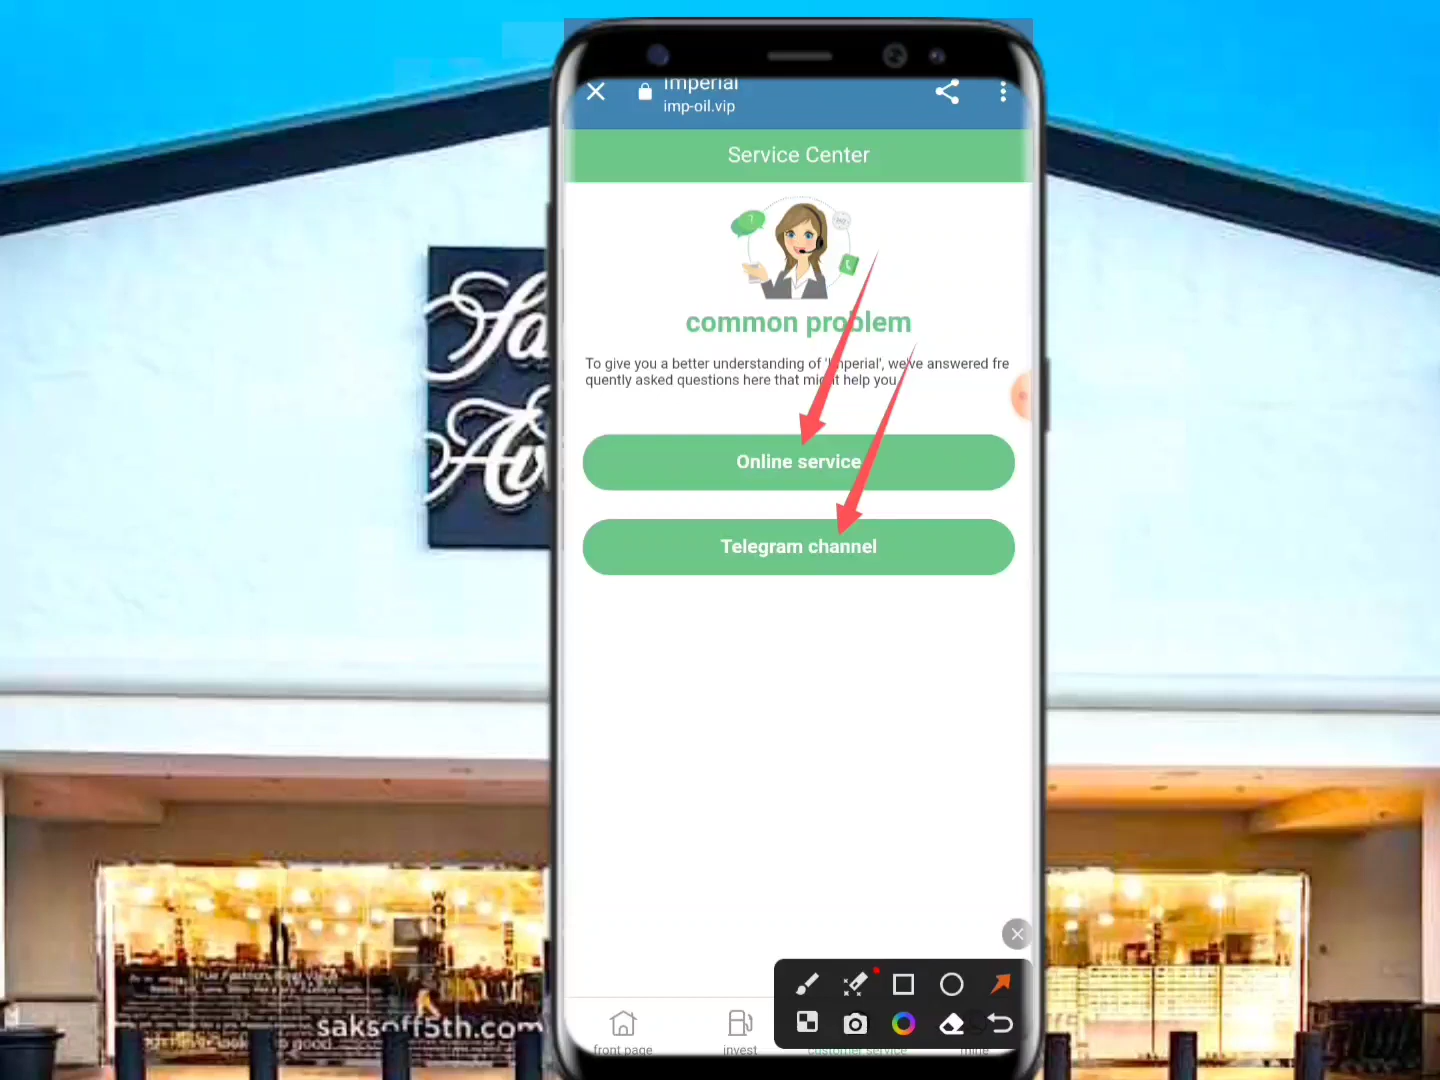 Imperial
imp-oil.vip
Service Center
common problem
To give you a better understanding of 'Imperial', we've answered fre
quently asked questions here that might help you
Online service
Telegram channel
front page
invest
customer service
mine
saksoff5th.com